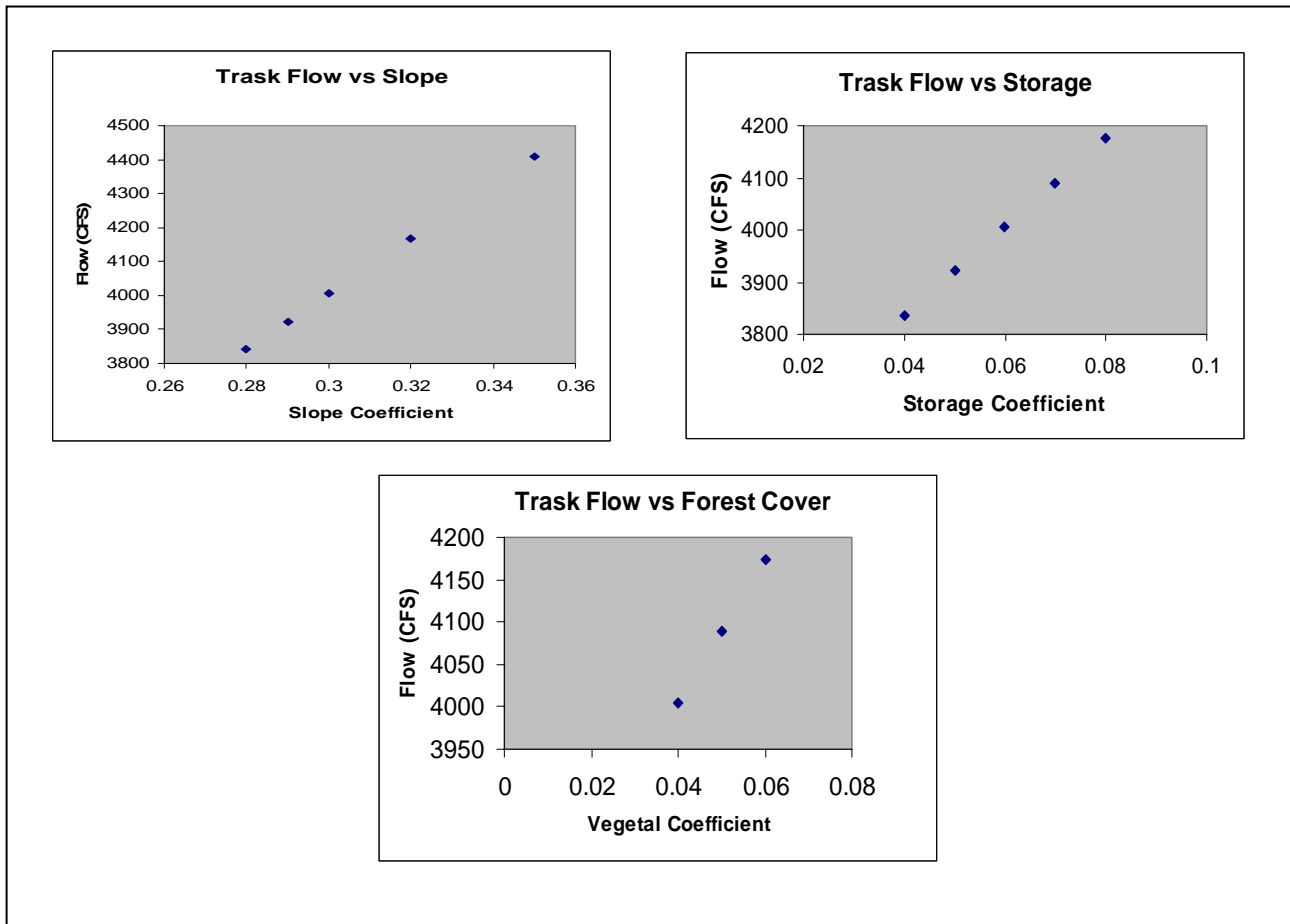 Trask Flow vs Slope
Flow (CFS)
4500
4400
4300
4200
4100
4000
3900
3800
0.26 0.28 0.3 0.32 0.34 0.36
Slope Coefficient
Trask Flow vs Storage
Flow (CFS)
4200
4100
4000
3900
3800
0.02 0.04 0.06 0.08 0.1
Storage Coefficient
Trask Flow vs Forest Cover
Flow (CFS)
4200
4150
4100
4050
4000
3950
0 0.02 0.04 0.06 0.08
Vegetal Coefficient